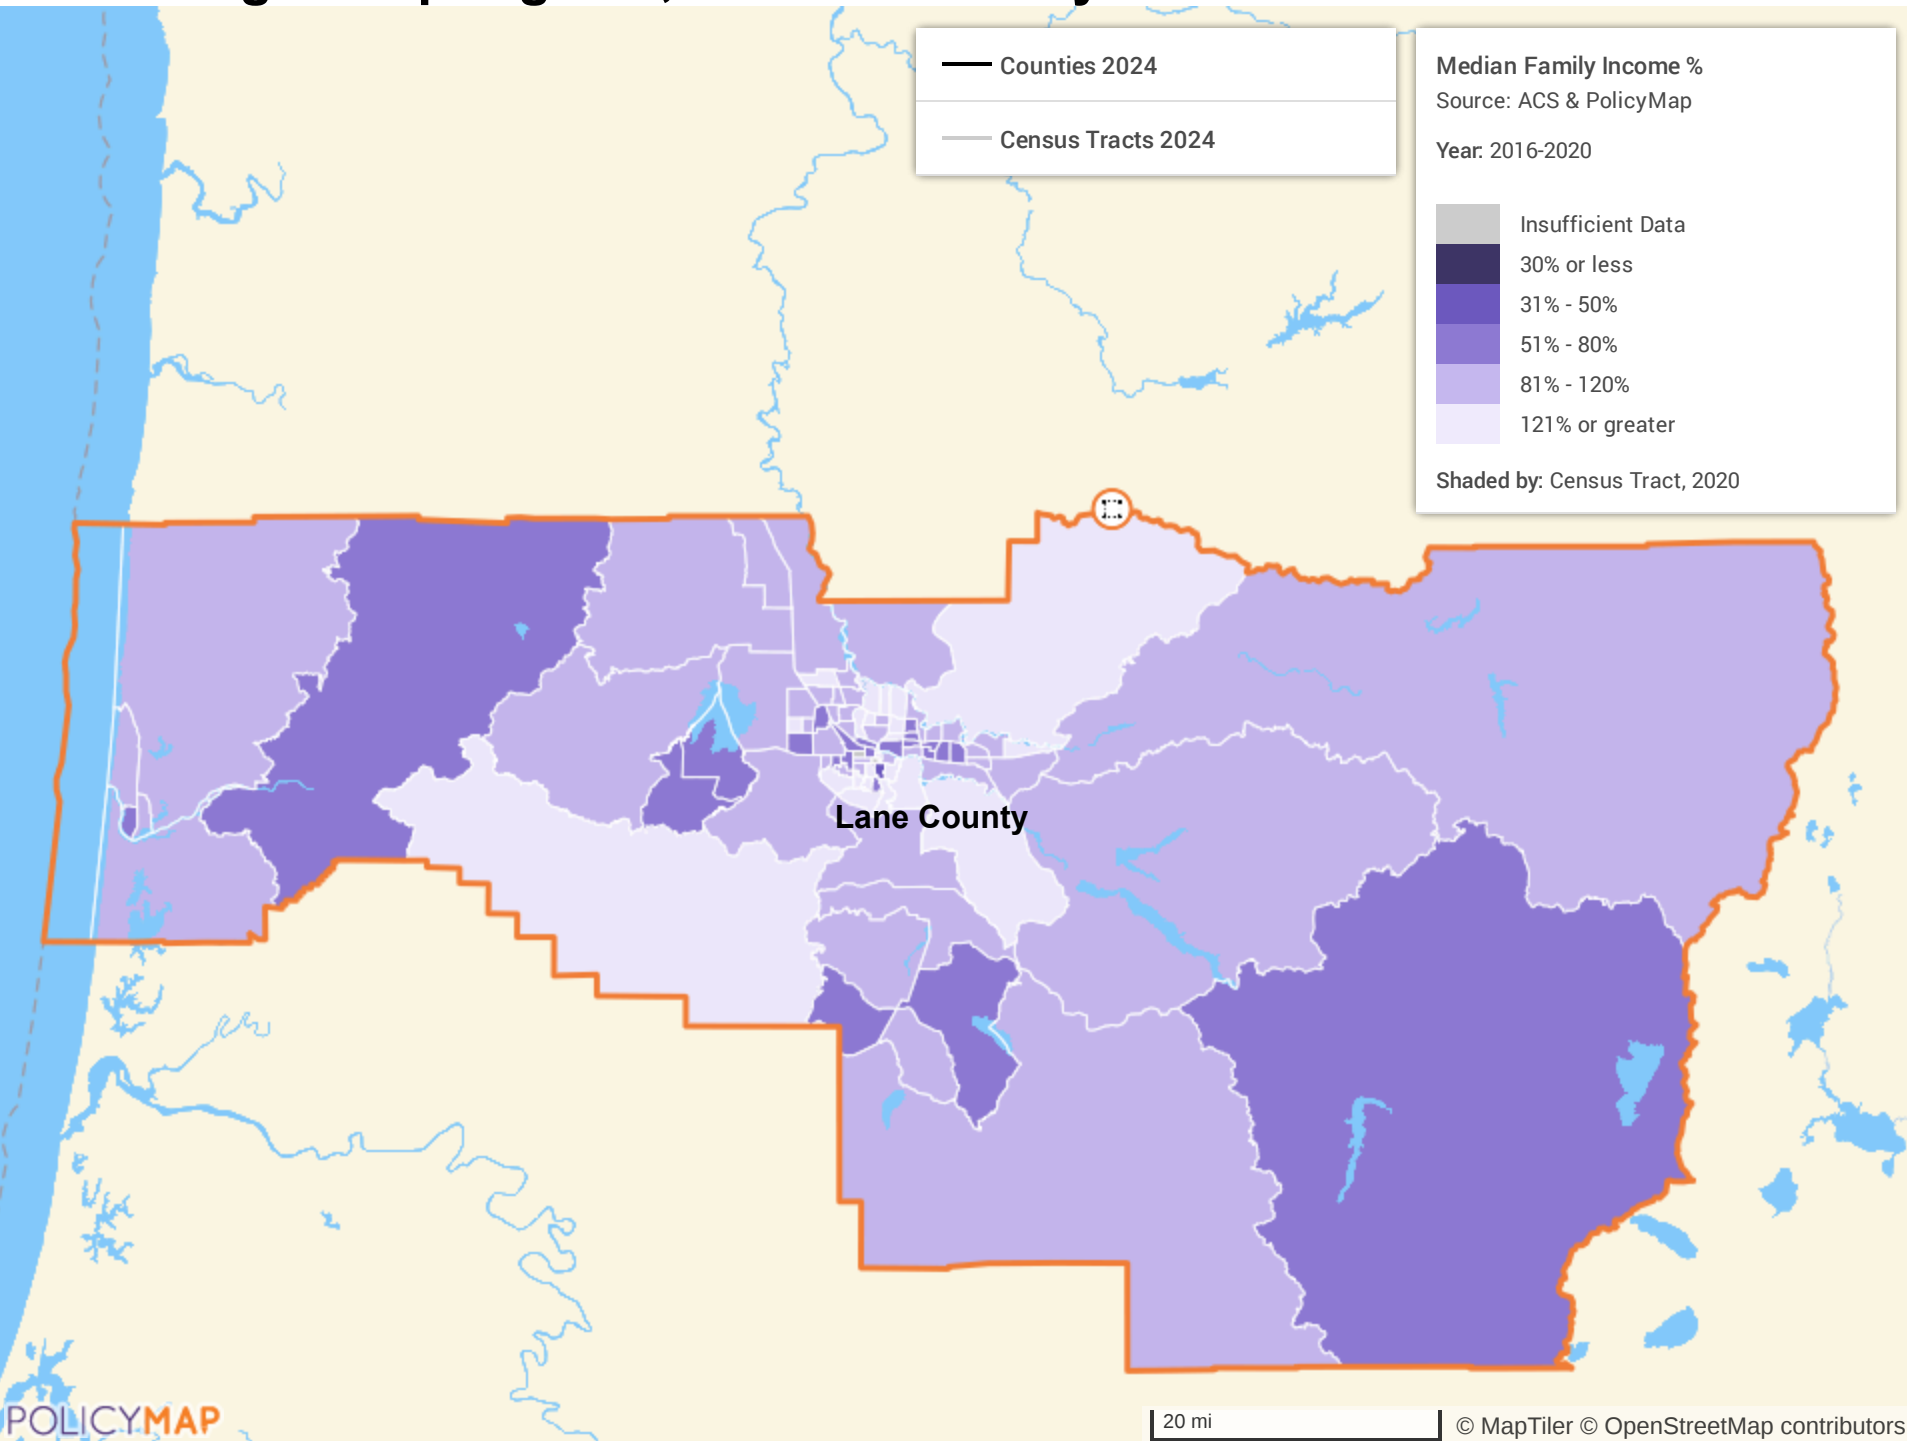 Counties 2024
Census Tracts 2024
Median Family Income %
Source: ACS & PolicyMap
Year: 2016-2020
Insufficient Data
30% or less
31% - 50%
51% - 80%
81% - 120%
121% or greater
Shaded by: Census Tract, 2020
Lane County
POLICYMAP
20 mi
© MapTiler © OpenStreetMap contributors